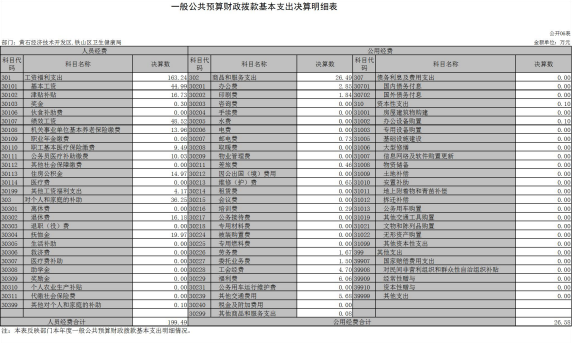 一般公共预算财政拨款基本支出决算明细表
公开06表
部门：黄石经济技术开发区.铁山区卫生健康局 金额单位：万元
人员经费 公用经费
科目代码 科目名称 决算数 科目代码 科目名称 决算数 科目代码 科目名称 决算数
301 工资福利支出 163.24 302 商品和服务支出 26.49 307 债务利息及费用支出 0.00
30101 基本工资 44.99 30201 办公费 2.85 30701 国内债务付息 0.00
30102 津贴补贴 16.73 30202 印刷费 1.84 30702 国外债务付息 0.00
30103 奖金 0.30 30203 咨询费 0.00 310 资本性支出 0.10
30106 伙食补助费 0.00 30204 手续费 0.00 31001 房屋建筑物购建 0.00
30107 绩效工资 30205 水费 0.00 31002 办公设备购置 0.10
30108 机关事业单位基本养老保险缴费 13.96 30206 电费 0.00 31003 专用设备购置 0.00
30109 职业年金缴费 0.00 30207 邮电费 0.73 31005 基础设施建设 0.00
30110 职工基本医疗保险缴费 9.49 30208 取暖费 0.00 31006 大型修缮 0.00
30111 公务员医疗补助缴费 10.03 30209 物业管理费 0.00 31007 信息网络及软件购置更新 0.00
30112 其他社会保障缴费 0.00 30211 差旅费 31008 物资储备 0.00
30113 住房公积金 14.97 30212 因公出国（境）费用 0.00 31009 土地补偿 0.00
30114 医疗费 0.00 30213 维修（护）费 0.65 31010 安置补助 0.00
30199 其他工资福利支出 4.17 30214 租赁费 0.00 31011 地上附着物和青苗补偿 0.00
303 对个人和家庭的补助 36.25 30215 会议费 0.00 31012 拆迁补偿 0.00
30301 离休费 0.00 30216 培训费 0.29 31013 公务用车购置 0.00
30302 退休费 16.18 30217 公务接待费 0.00 31019 其他交通工具购置 0.00
30303 退职（役）费 0.00 30218 专用材料费 0.00 31021 文物和陈列品购置 0.00
30304 抚恤金 19.97 30224 被装购置费 0.00 31022 无形资产购置 0.00
30305 生活补助 0.00 30225 专用燃料费 0.00 31099 其他资本性支出 0.00
30306 救济费 0.00 30226 劳务费 1.67 399 其他支出 0.00
30307 医疗费补助 0.00 30227 委托业务费 1.50 39907 国家赔偿费用支出 0.00
30308 助学金 0.00 30228 工会经费 4.70 39908 对民间非营利组织和群众性自治组织补贴 0.00
30309 奖励金 0.00 30229 福利费 6.06 39909 经常性赠与 0.00
30310 个人农业生产补贴 0.00 30231 公务用车运行维护费 0.00 39910 资本性赠与 0.00
30311 代缴社会保险费 0.00 30239 其他交通费用 5.68 39999 其他支出 0.00
30399 其他对个人和家庭的补助 0.10 30240 税金及附加费用 0.00
30299 其他商品和服务支出 0.08
人员经费合计 199.49 公用经费合计 26.58
注：本表反映部门本年度一般公共预算财政拨款基本支出明细情况。